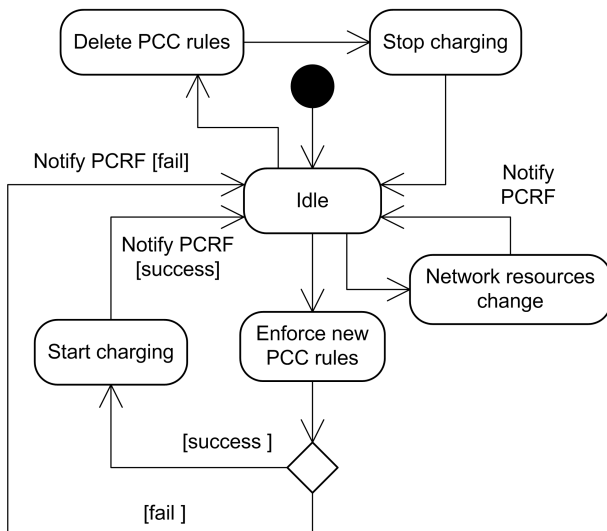 Delete PCC rules
Stop charging
Notify PCRF [fail]
Notify
PCRF
Idle
Notify PCRF
[success]
Network resources
change
Enforce new
PCC rules
Start charging
[success ]
[fail ]